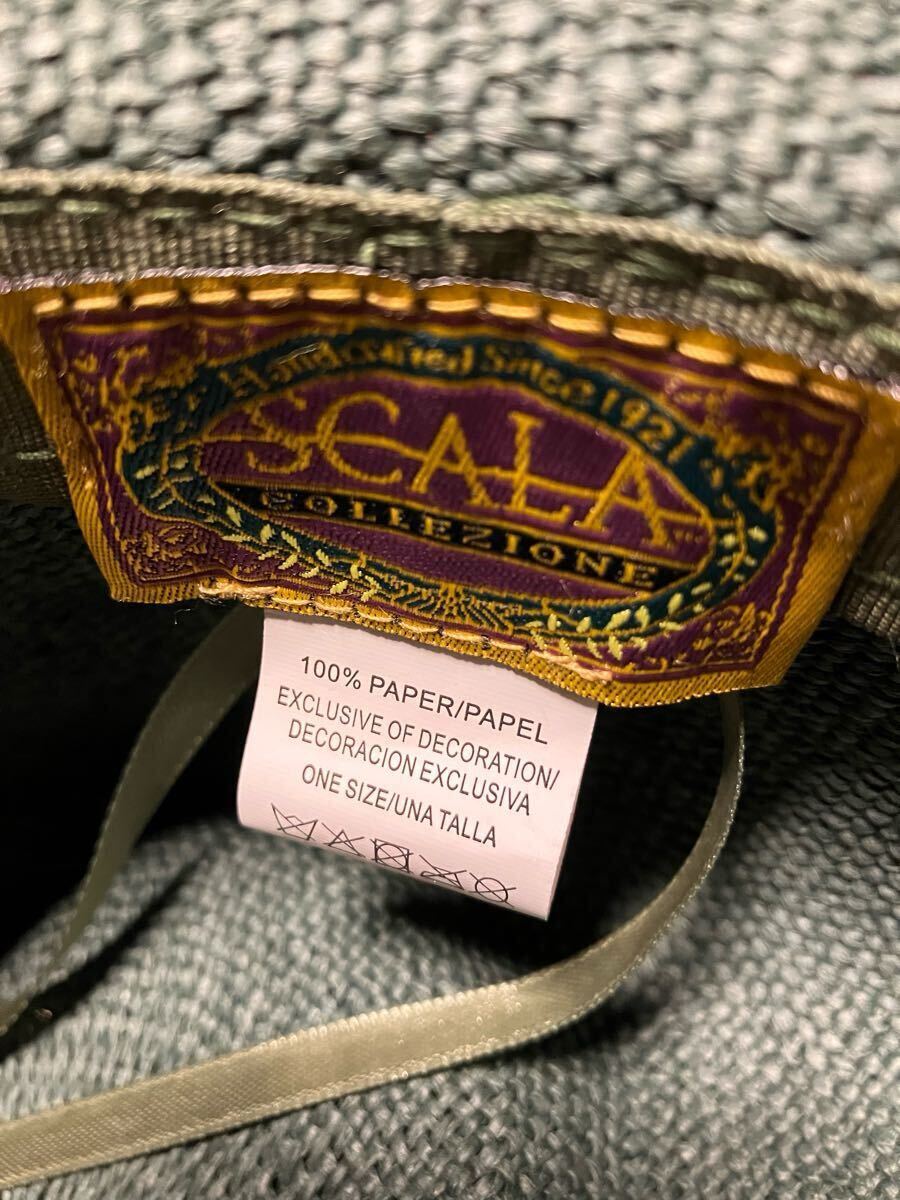 Handcrafted Since 1921
SCALA
COLLEZIONE
100% PAPER/PAPEL
EXCLUSIVE OF DECORATION/
DECORACION EXCLUSIVA
ONE SIZE/UNA TALLA